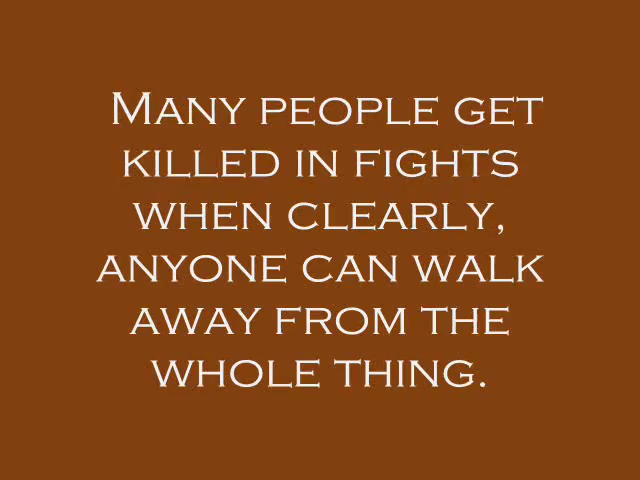 Many people get
killed in fights
when clearly,
anyone can walk
away from the
whole thing.